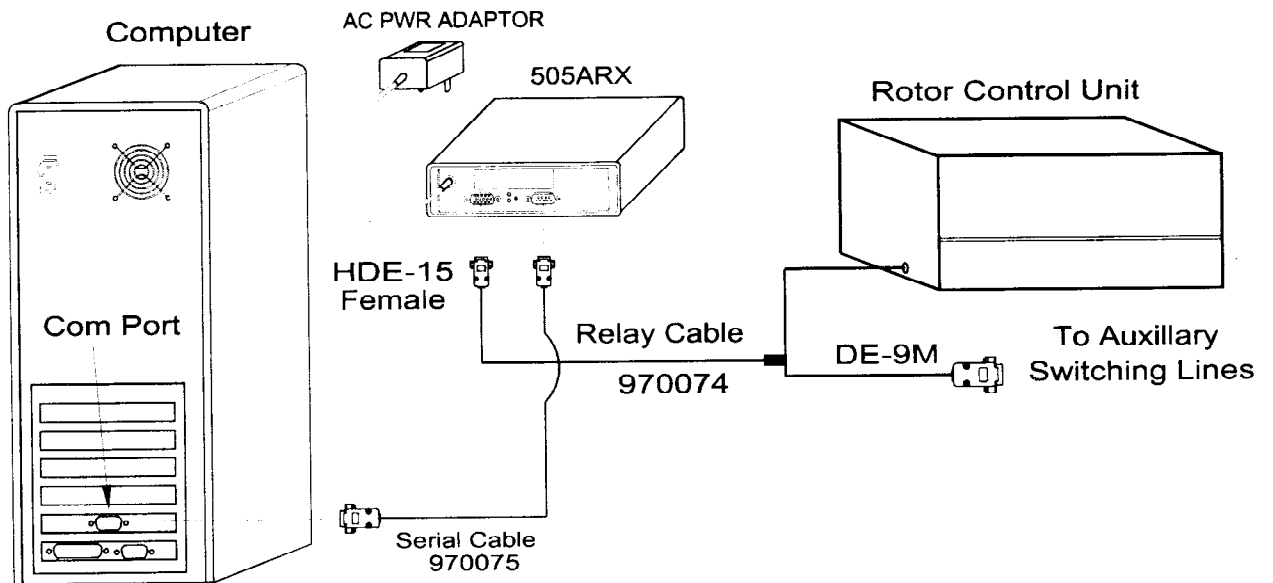 Computer
AC PWR ADAPTOR
505ARX
Rotor Control Unit
HDE-15
Female
Com Port
Relay Cable
970074
DE-9M
To Auxillary
Switching Lines
Serial Cable
970075